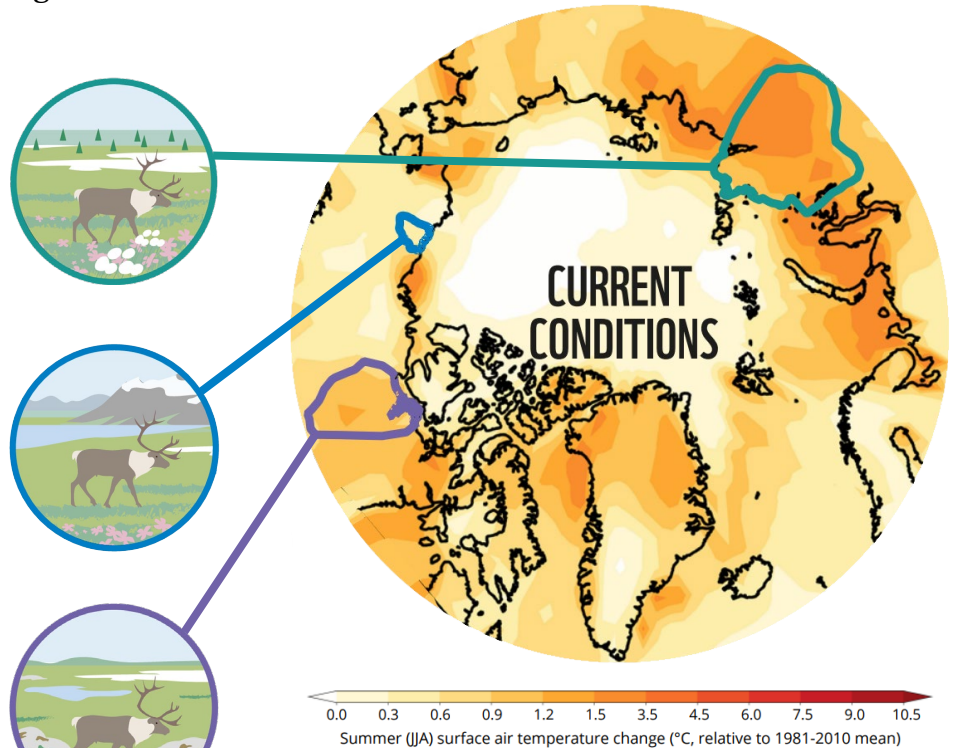 CURRENT
CONDITIONS
0.0 0.3 0.6 0.9 1.2 1.5 3.5 4.5 6.0 7.5 9.0 10.5
Summer (JJA) surface air temperature change (°C, relative to 1981-2010 mean)